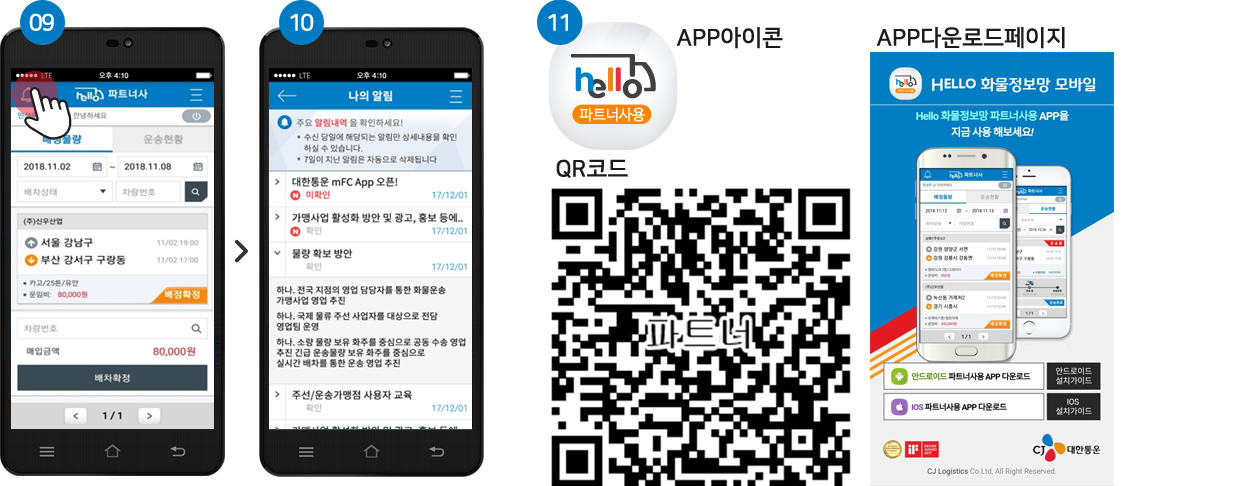 09
LTE
오후 4:10
hello 파트너사
안녕하세요
배정물량
운송현황
2018.11.02 ~ 2018.11.08
배차상태
차량번호
(주)신우산업
서울 강남구 11/02 19:00
부산 강서구 구랑동 11/02 17:00
카고/25톤/유안
운임비: 80,000원
배정확정
차량번호
매입금액 80,000원
배차확정
< 1 / 1 >
10
LTE
오후 4:10
나의 알림
주요 알림내역 을 확인하세요!
수신 당일에 해당되는 알림만 상세내용을 확인
하실 수 있습니다.
7일이 지난 알림은 자동으로 삭제됩니다
대한통운 mFC App 오픈!
N 미확인 17/12/01
가맹사업 활성화 방안 및 광고, 홍보 등에..
N 확인 17/12/01
물량 확보 방안
확인 17/12/01
하나. 전국 지점의 영업 담당자를 통한 화물운송
가맹사업 영업 추진
하나. 국제 물류 주선 사업자를 대상으로 전담
영업팀 운영
하나. 소량 물량 보유 화주를 중심으로 공동 수송 영업
추진 긴급 운송물량 보유 화주를 중심으로
실시간 배차를 통한 운송 영업 추진
주선/운송가맹점 사용자 교육
확인 17/12/01
11
hello
파트너사용
APP아이콘
QR코드
파트너
APP다운로드페이지
HELLO 화물정보망 모바일
Hello 화물정보망 파트너사용 APP을
지금 사용 해보세요!
안드로이드 파트너사용 APP 다운로드
안드로이드
설치가이드
IOS 파트너사용 APP 다운로드
IOS
설치가이드
CJ 대한통운
CJ Logistics Co.Ltd, All Right Reserved.